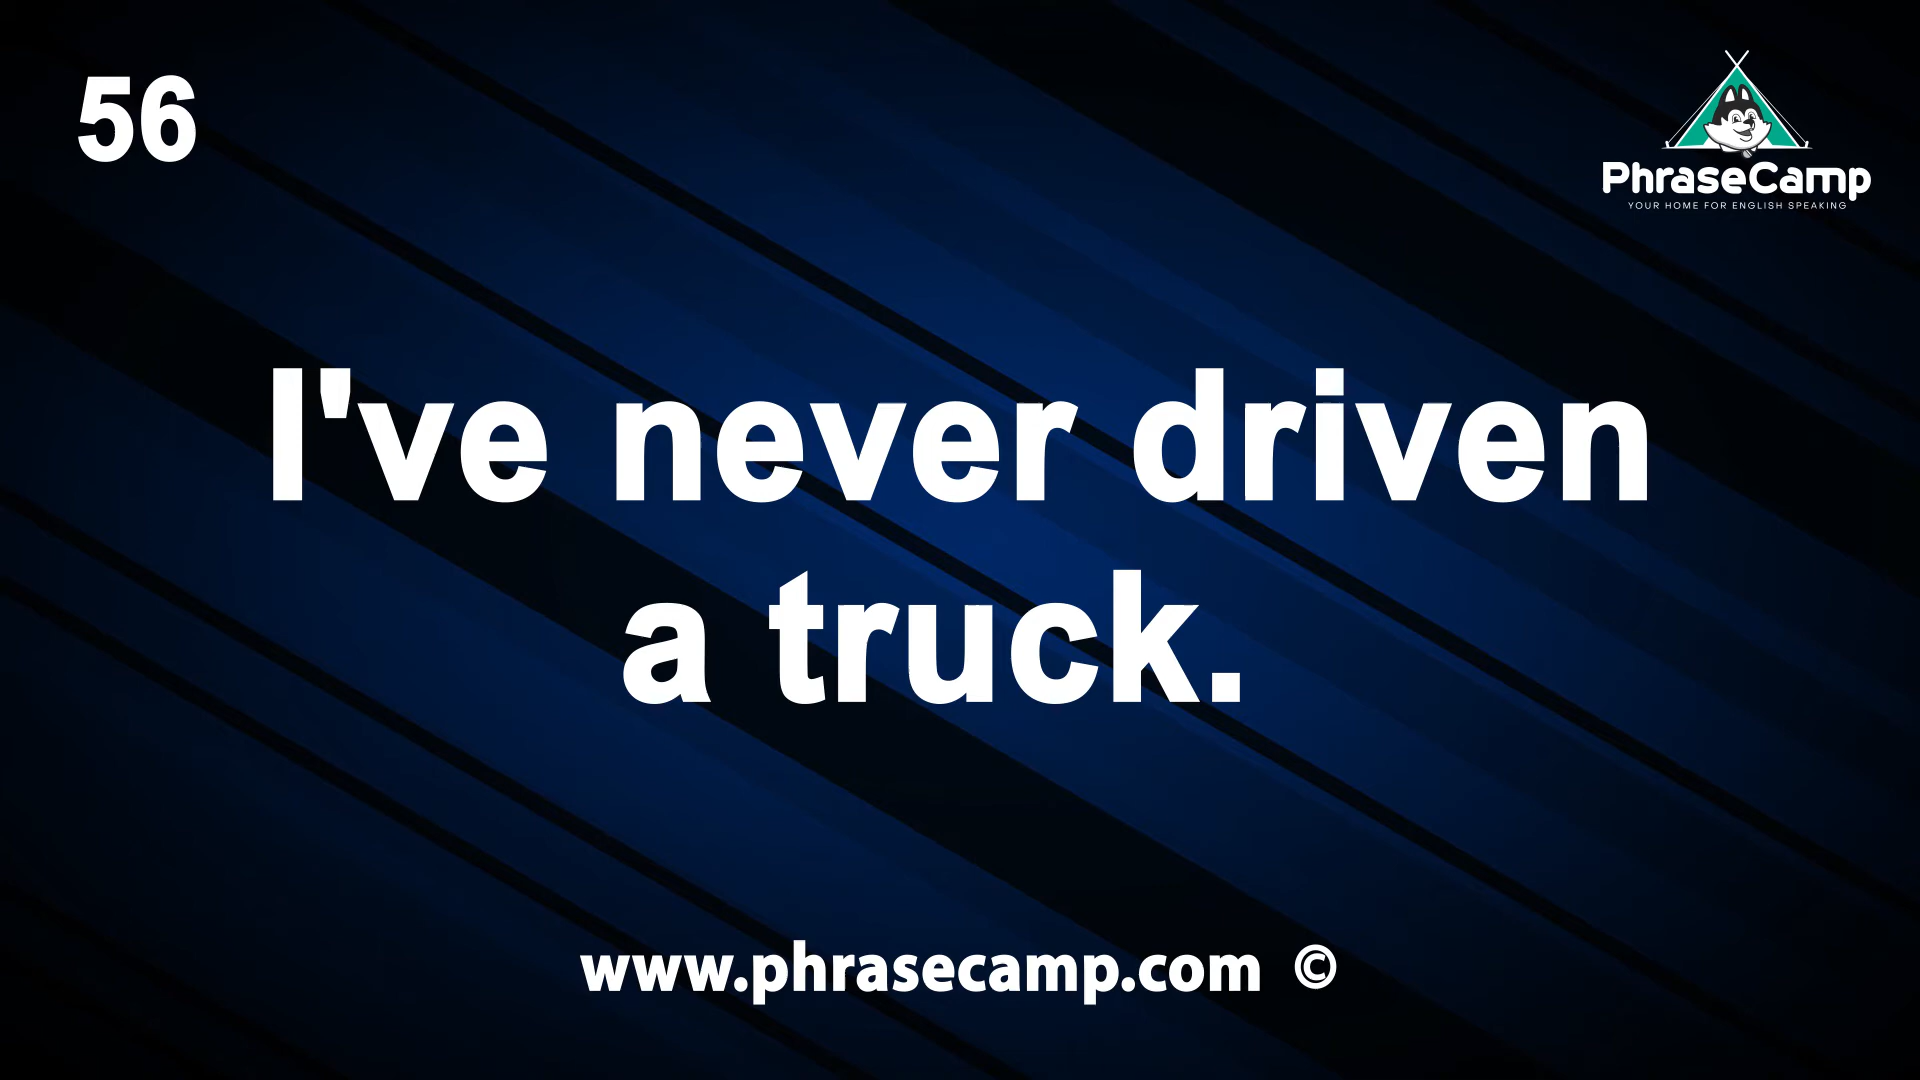 56
PhraseCamp
YOUR HOME FOR ENGLISH SPEAKING
I've never driven
a truck.
www.phrasecamp.com ©